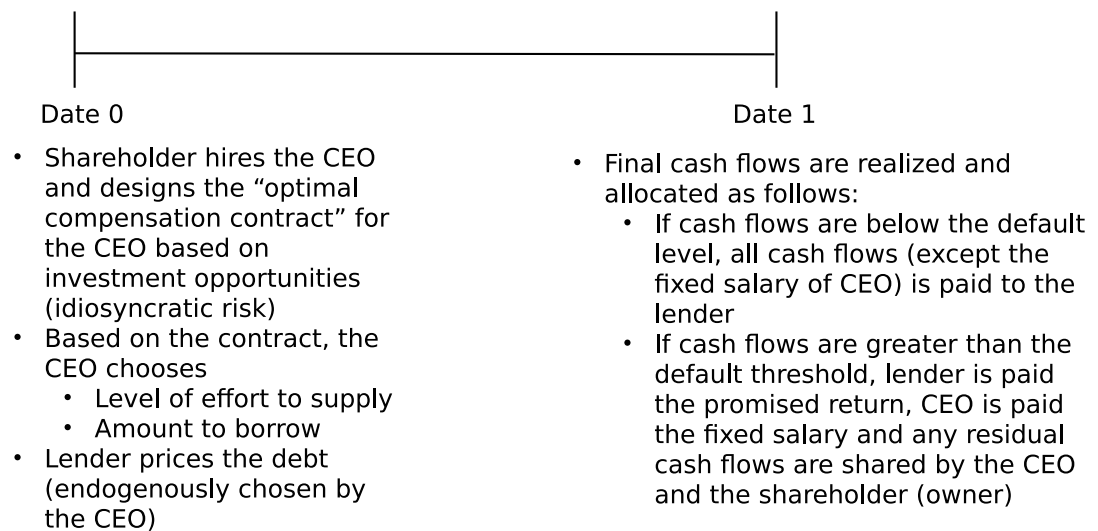 Date 0
• Shareholder hires the CEO
and designs the “optimal
compensation contract” for
the CEO based on
investment opportunities
(idiosyncratic risk)
• Based on the contract, the
CEO chooses
• Level of effort to supply
• Amount to borrow
• Lender prices the debt
(endogenously chosen by
the CEO)
Date 1
• Final cash flows are realized and
allocated as follows:
• If cash flows are below the default
level, all cash flows (except the
fixed salary of CEO) is paid to the
lender
• If cash flows are greater than the
default threshold, lender is paid
the promised return, CEO is paid
the fixed salary and any residual
cash flows are shared by the CEO
and the shareholder (owner)